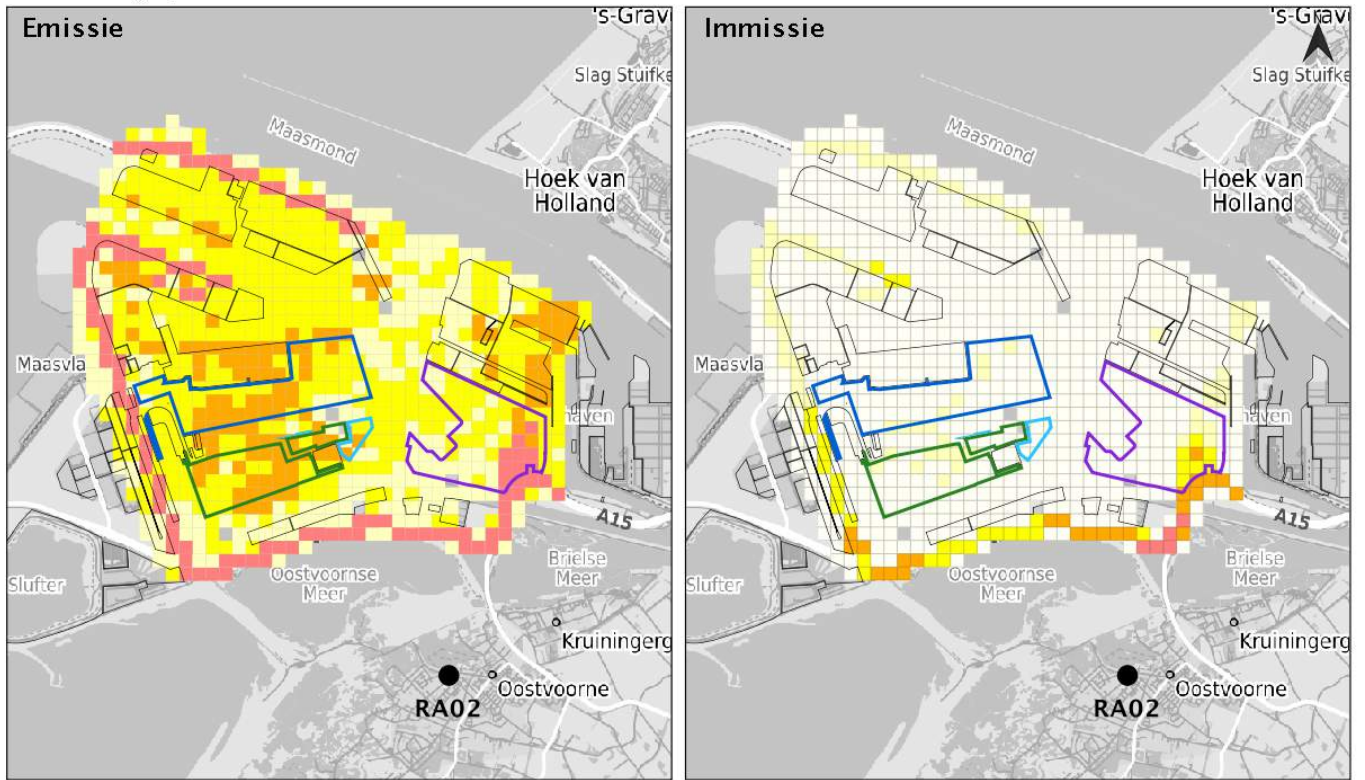 Emissie
's-Grav
Slag Stuifke
Maasmond
Hoek van
Holland
Maasvla
haven
A15
Slufter
Oostvoornse
Meer
Brielse
Meer
Kruiningerg
Oostvoorne
RA02
Immissie
's-Grav
Slag Stuifke
Maasmond
Hoek van
Holland
Maasvla
haven
A15
Slufter
Oostvoornse
Meer
Brielse
Meer
Kruiningerg
Oostvoorne
RA02